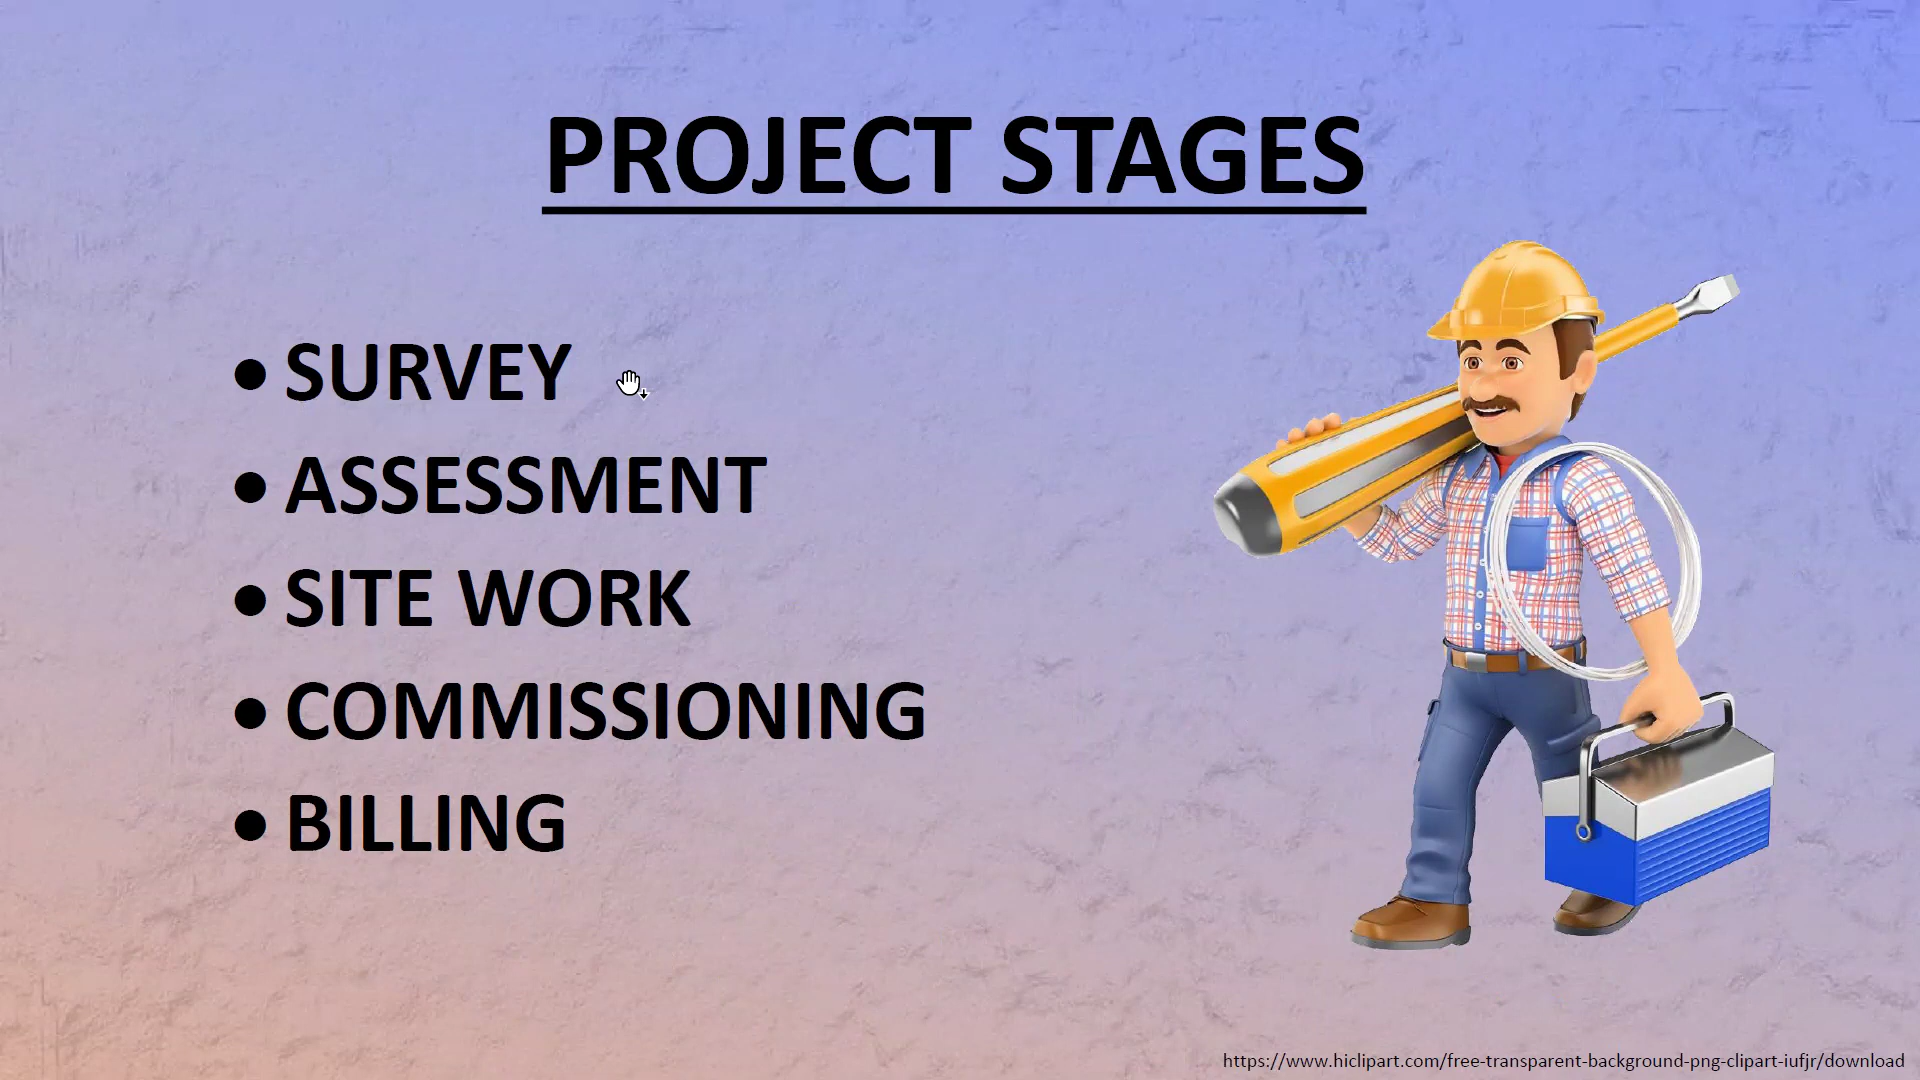 PROJECT STAGES
• SURVEY
• ASSESSMENT
• SITE WORK
• COMMISSIONING
• BILLING
https://www.hiclipart.com/free-transparent-background-png-clipart-iufjr/download